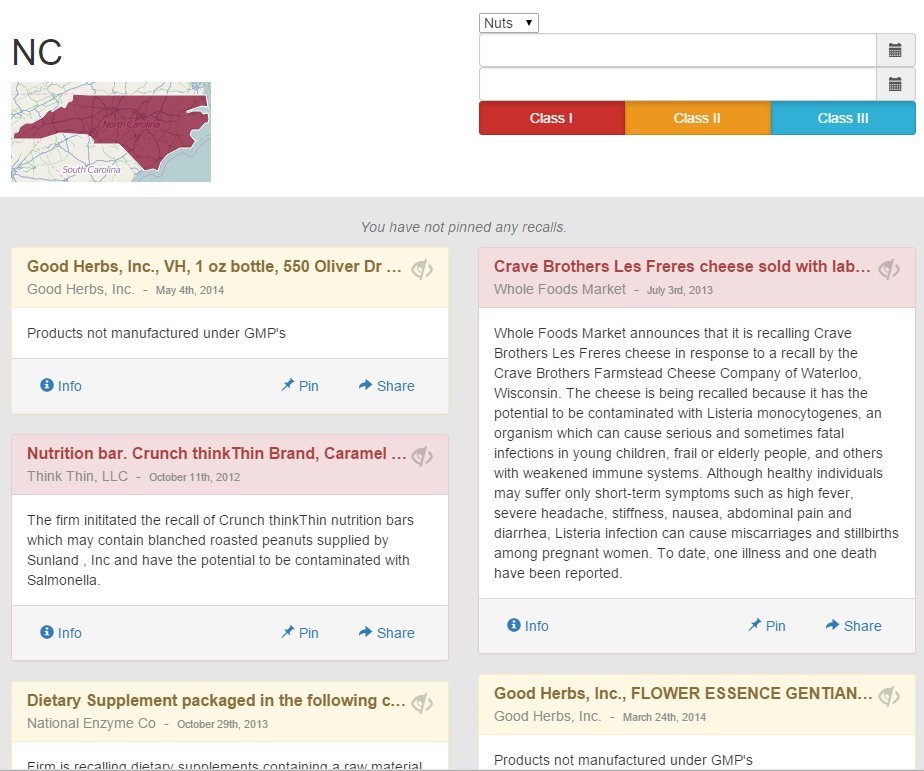 NC
North Carolina
South Carolina
Nuts
Class I
Class II
Class III
You have not pinned any recalls.
Good Herbs, Inc., VH, 1 oz bottle, 550 Oliver Dr ...
Good Herbs, Inc. - May 4th, 2014
Products not manufactured under GMP's
Info
Pin
Share
Nutrition bar. Crunch thinkThin Brand, Caramel ...
Think Thin, LLC - October 11th, 2012
The firm inititated the recall of Crunch thinkThin nutrition bars
which may contain blanched roasted peanuts supplied by
Sunland , Inc and have the potential to be contaminated with
Salmonella.
Info
Pin
Share
Dietary Supplement packaged in the following c...
National Enzyme Co - October 29th, 2013
Firm is recalling dietary supplements containing a raw material
Crave Brothers Les Freres cheese sold with lab...
Whole Foods Market - July 3rd, 2013
Whole Foods Market announces that it is recalling Crave
Brothers Les Freres cheese in response to a recall by the
Crave Brothers Farmstead Cheese Company of Waterloo,
Wisconsin. The cheese is being recalled because it has the
potential to be contaminated with Listeria monocytogenes, an
organism which can cause serious and sometimes fatal
infections in young children, frail or elderly people, and others
with weakened immune systems. Although healthy individuals
may suffer only short-term symptoms such as high fever,
severe headache, stiffness, nausea, abdominal pain and
diarrhea, Listeria infection can cause miscarriages and stillbirths
among pregnant women. To date, one illness and one death
have been reported.
Info
Pin
Share
Good Herbs, Inc., FLOWER ESSENCE GENTIAN...
Good Herbs, Inc. - March 24th, 2014
Products not manufactured under GMP's